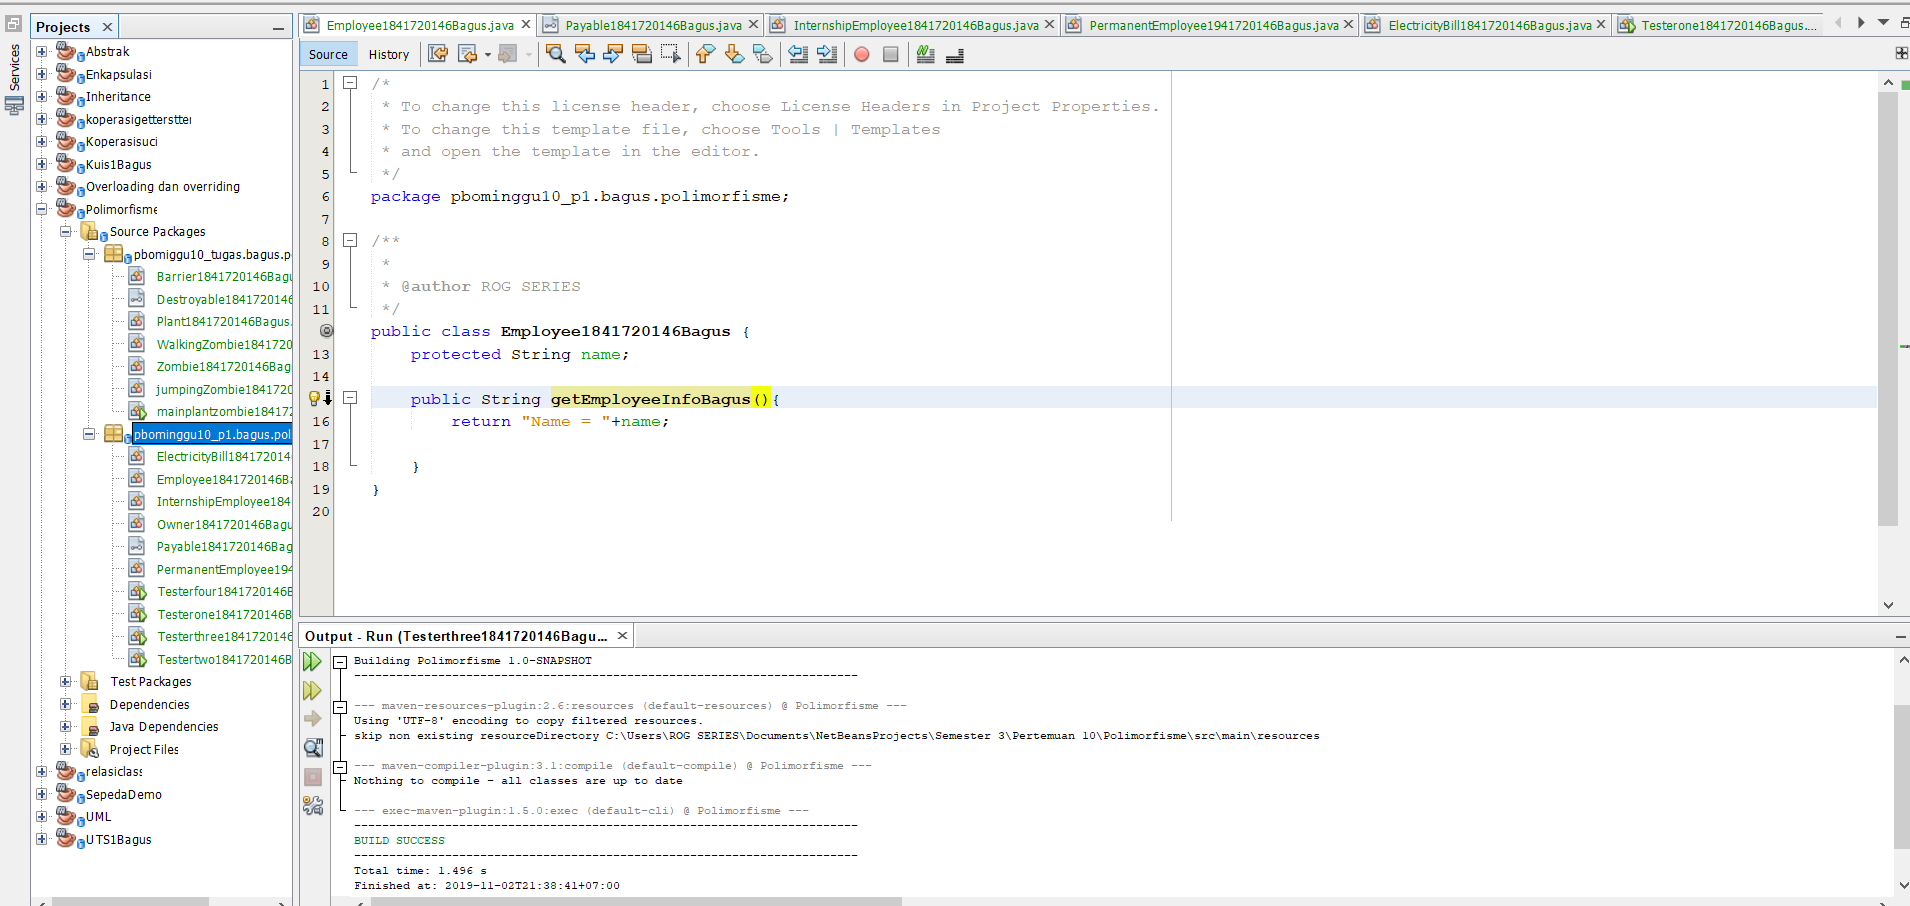 Services
Projects
Abstrak
Enkapsulasi
Inheritance
koperasigetterstter
Koperasisuci
Kuis1Bagus
Overloading dan overriding
Polimorfisme
Source Packages
pbomiggu10_tugas.bagus.p
Barrier1841720146Bagu
Destroyable1841720146
Plant1841720146Bagus.
WalkingZombie1841720
Zombie1841720146Bag
jumpingZombie184172
mainplantzombie184172
pbominggu10_p1.bagus.pol
ElectricityBill184172014
Employee1841720146Ba
InternshipEmployee184
Owner1841720146Bagu
Payable1841720146Bag
PermanentEmployee194
Testerfour1841720146B
Testerone1841720146B
Testerthree1841720146
Testertwo1841720146B
Test Packages
Dependencies
Java Dependencies
Project Files
relasiclass
SepedaDemo
UML
UTS1Bagus
Employee1841720146Bagus.java
Payable1841720146Bagus.java
InternshipEmployee1841720146Bagus.java
PermanentEmployee1941720146Bagus.java
ElectricityBill1841720146Bagus.java
Testerone1841720146Bagus....
Source History
1 /*
2 * To change this license header, choose License Headers in Project Properties.
3 * To change this template file, choose Tools | Templates
4 * and open the template in the editor.
5 */
6 package pbominggu10_p1.bagus.polimorfisme;
7
8 /**
9 *
10 * @author ROG SERIES
11 */
public class Employee1841720146Bagus {
13 protected String name;
14
public String getEmployeeInfoBagus(){
16 return "Name = "+name;
17
18 }
19 }
20
Output - Run (Testerthree1841720146Bagu...
Building Polimorfisme 1.0-SNAPSHOT
------------------------------------------------------------------------
--- maven-resources-plugin:2.6:resources (default-resources) @ Polimorfisme ---
Using 'UTF-8' encoding to copy filtered resources.
skip non existing resourceDirectory C:\Users\ROG SERIES\Documents\NetBeansProjects\Semester 3\Pertemuan 10\Polimorfisme\src\main\resources
--- maven-compiler-plugin:3.1:compile (default-compile) @ Polimorfisme ---
Nothing to compile - all classes are up to date
--- exec-maven-plugin:1.5.0:exec (default-cli) @ Polimorfisme ---
------------------------------------------------------------------------
BUILD SUCCESS
------------------------------------------------------------------------
Total time: 1.496 s
Finished at: 2019-11-02T21:38:41+07:00